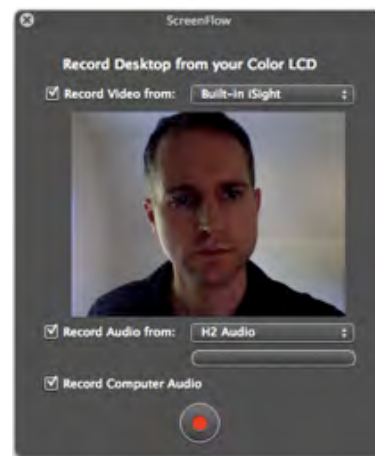 ScreenFlow
Record Desktop from your Color LCD
Record Video from: Built-in iSight
Record Audio from: H2 Audio
Record Computer Audio